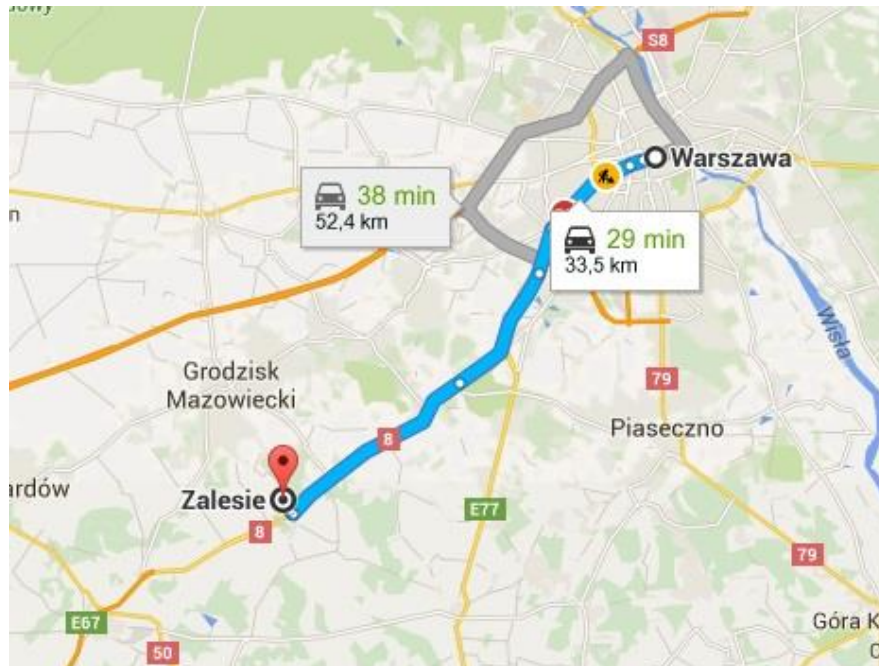 dowy
S8
Warszawa
38 min
52,4 km
29 min
33,5 km
n
Wisła
Grodzisk
Mazowiecki
79
8
Piaseczno
ardów
Zalesie
E77
8
79
E67
50
Góra K